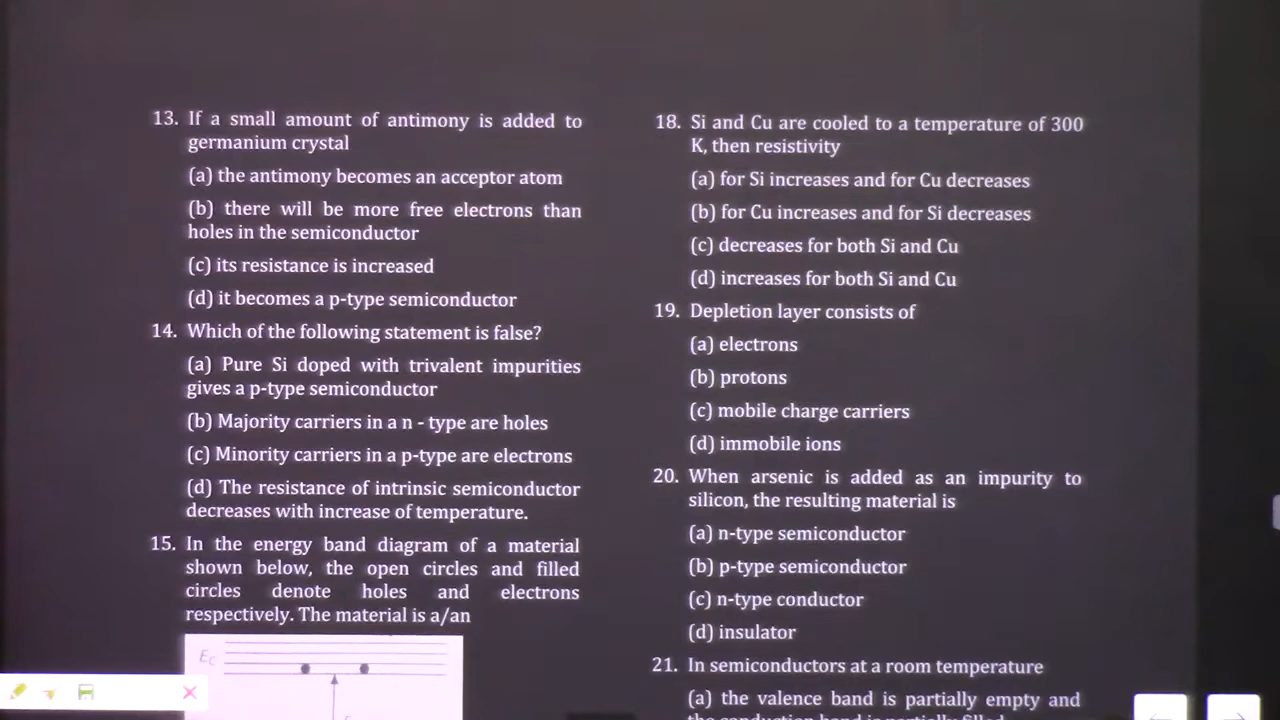 13. If a small amount of antimony is added to
germanium crystal
(a) the antimony becomes an acceptor atom
(b) there will be more free electrons than
holes in the semiconductor
(c) its resistance is increased
(d) it becomes a p-type semiconductor
14. Which of the following statement is false?
(a) Pure Si doped with trivalent impurities
gives a p-type semiconductor
(b) Majority carriers in a n - type are holes
(c) Minority carriers in a p-type are electrons
(d) The resistance of intrinsic semiconductor
decreases with increase of temperature.
15. In the energy band diagram of a material
shown below, the open circles and filled
circles denote holes and electrons
respectively. The material is a/an
EC
18. Si and Cu are cooled to a temperature of 300
K, then resistivity
(a) for Si increases and for Cu decreases
(b) for Cu increases and for Si decreases
(c) decreases for both Si and Cu
(d) increases for both Si and Cu
19. Depletion layer consists of
(a) electrons
(b) protons
(c) mobile charge carriers
(d) immobile ions
20. When arsenic is added as an impurity to
silicon, the resulting material is
(a) n-type semiconductor
(b) p-type semiconductor
(c) n-type conductor
(d) insulator
21. In semiconductors at a room temperature
(a) the valence band is partially empty and
the conduction band is partially filled